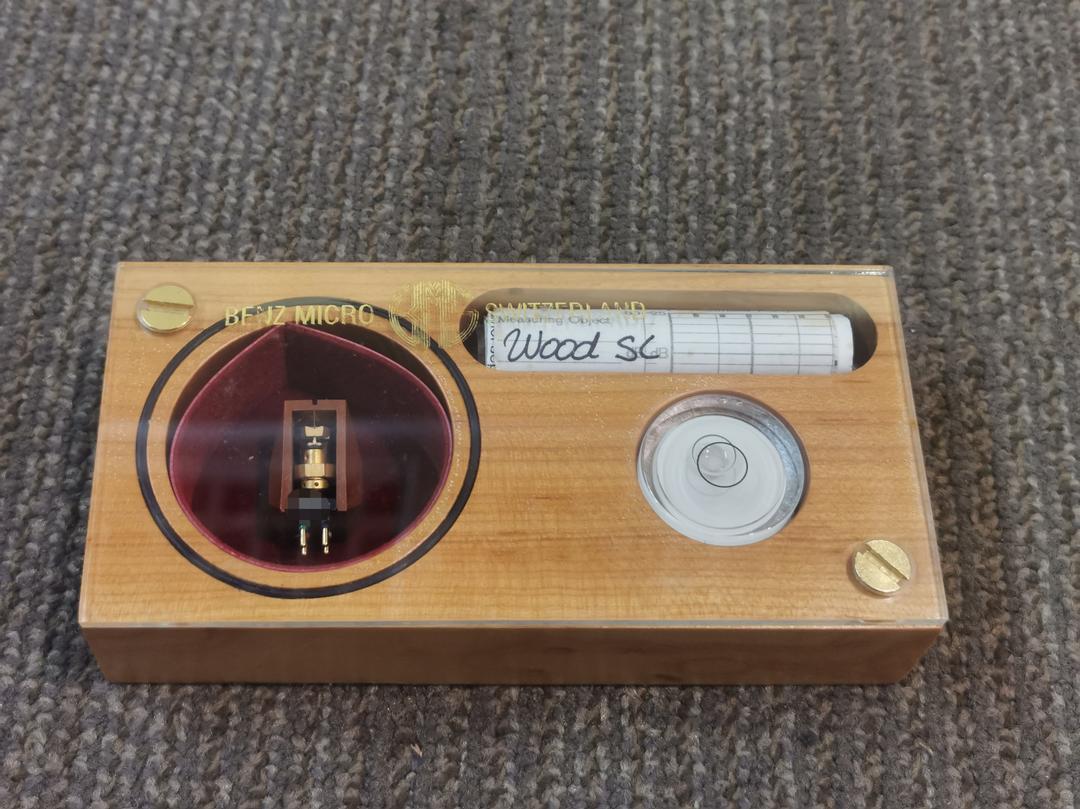 BENZ MICRO SWITZERLAND
Measuring Object
Wood SL